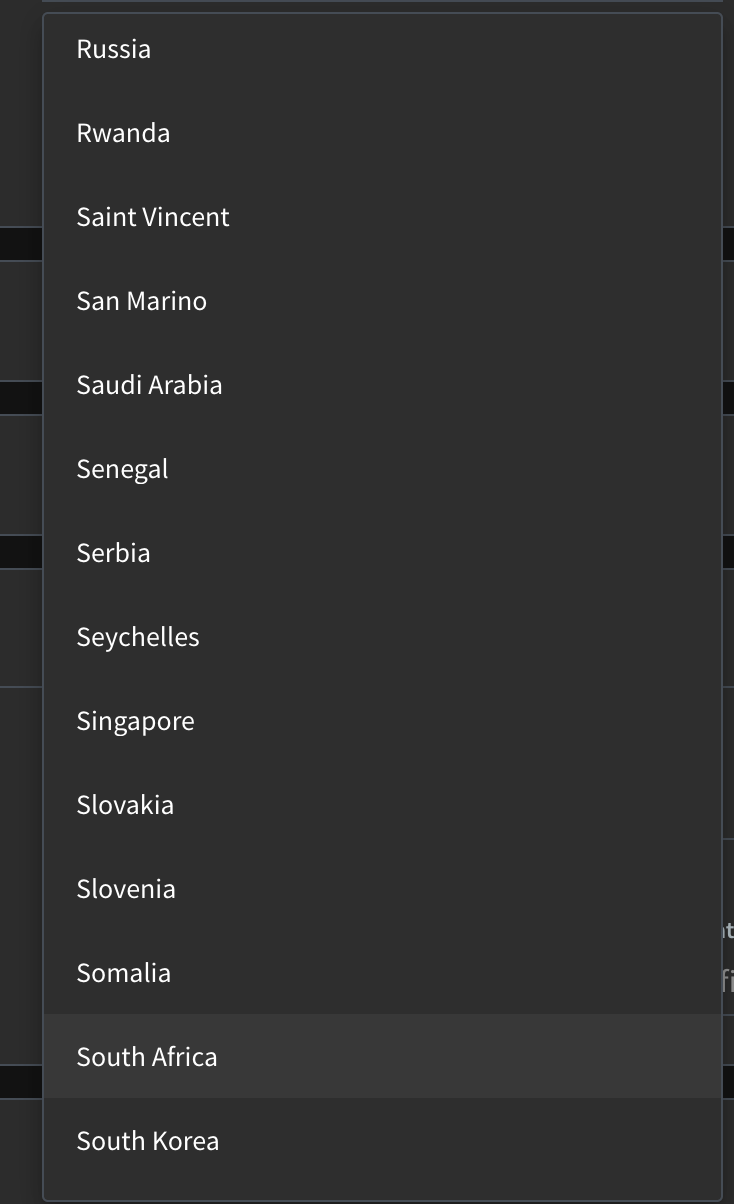 Russia
Rwanda
Saint Vincent
San Marino
Saudi Arabia
Senegal
Serbia
Seychelles
Singapore
Slovakia
Slovenia
Somalia
South Africa
South Korea